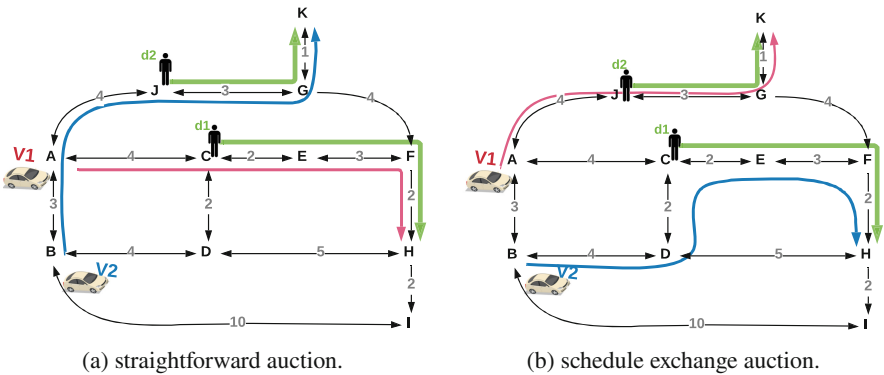 K
d2
1
4
J
3
G
4
d1
V1
A
4
C
2
E
3
F
3
2
2
B
4
D
5
H
V2
2
10
I
(a) straightforward auction.
K
d2
1
4
J
3
G
4
d1
V1
A
4
C
2
E
3
F
3
2
2
B
4
D
5
H
V2
2
10
I
(b) schedule exchange auction.